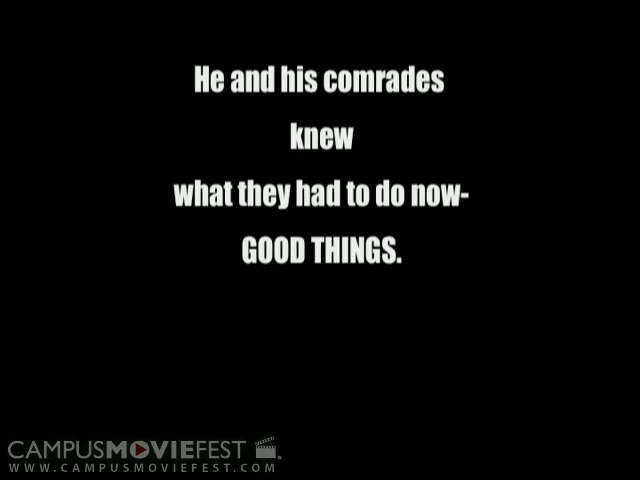 He and his comrades
knew
what they had to do now-
GOOD THINGS.
CAMPUSMOVIEFEST
WWW.CAMPUSMOVIEFEST.COM